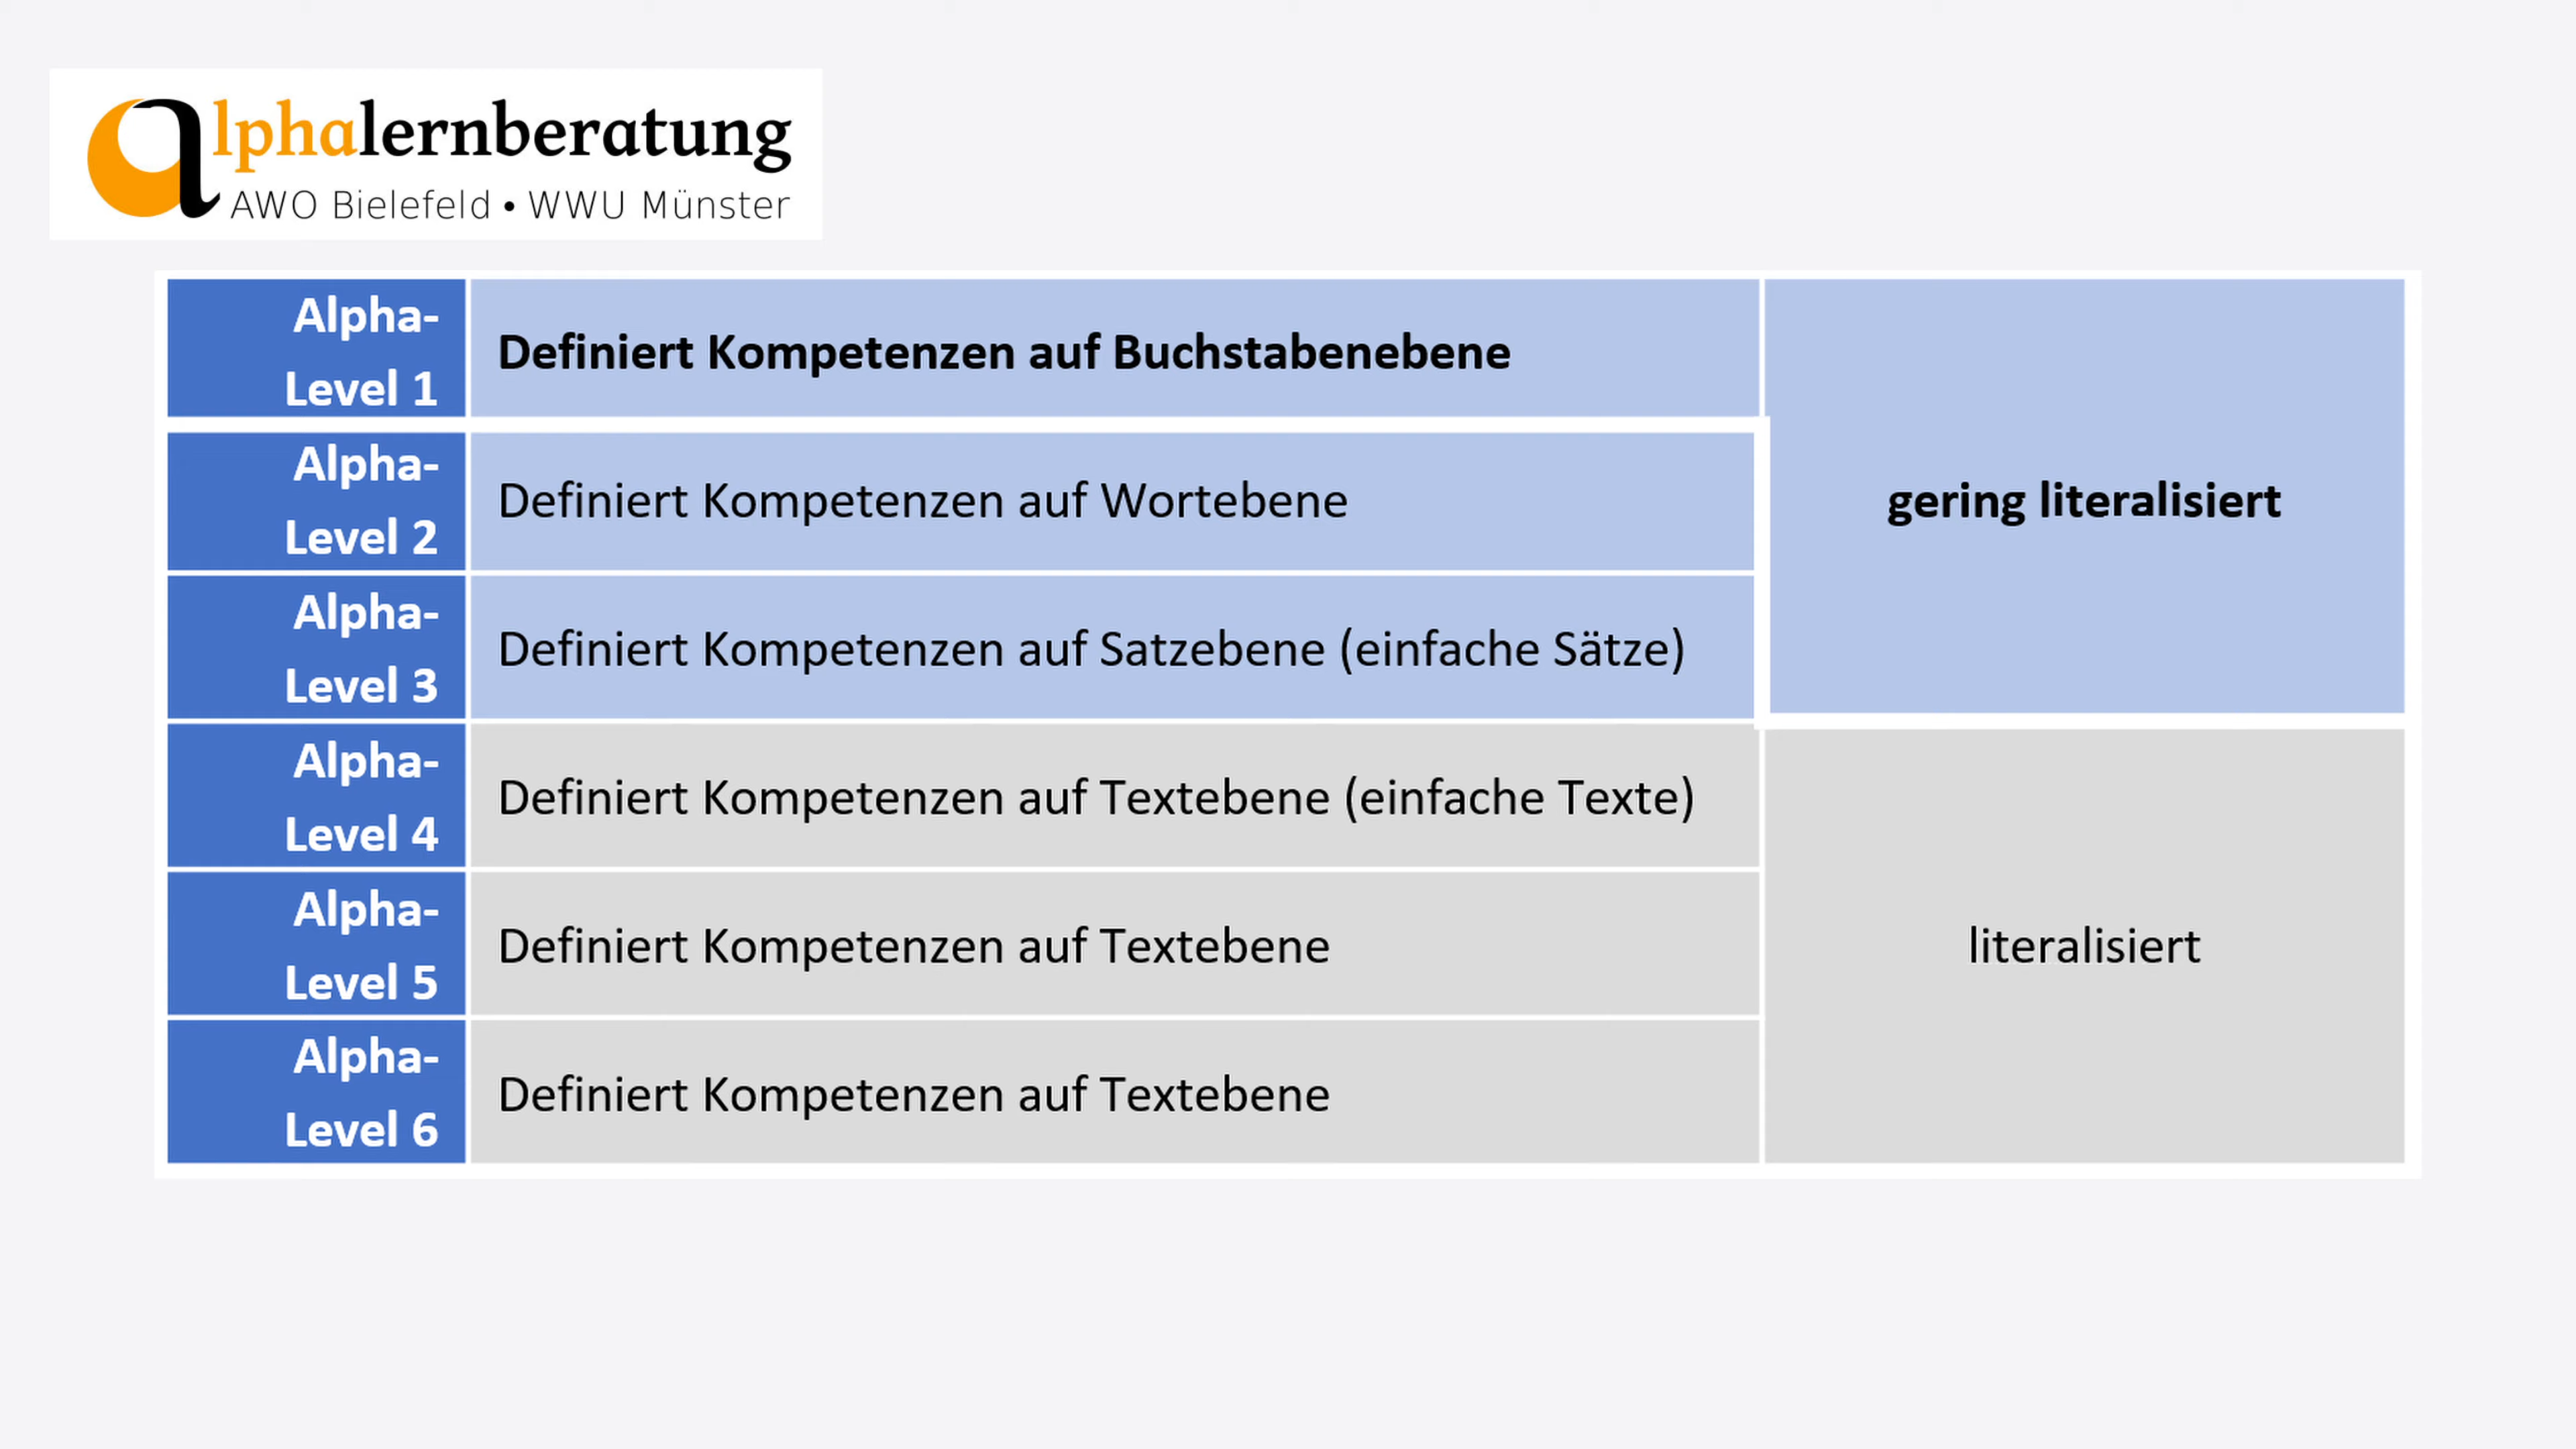 alphalernberatung
AWO Bielefeld • WWU Münster
Alpha-
Level 1
Definiert Kompetenzen auf Buchstabenebene
gering literalisiert
Alpha-
Level 2
Definiert Kompetenzen auf Wortebene
Alpha-
Level 3
Definiert Kompetenzen auf Satzebene (einfache Sätze)
Alpha-
Level 4
Definiert Kompetenzen auf Textebene (einfache Texte)
literalisiert
Alpha-
Level 5
Definiert Kompetenzen auf Textebene
Alpha-
Level 6
Definiert Kompetenzen auf Textebene